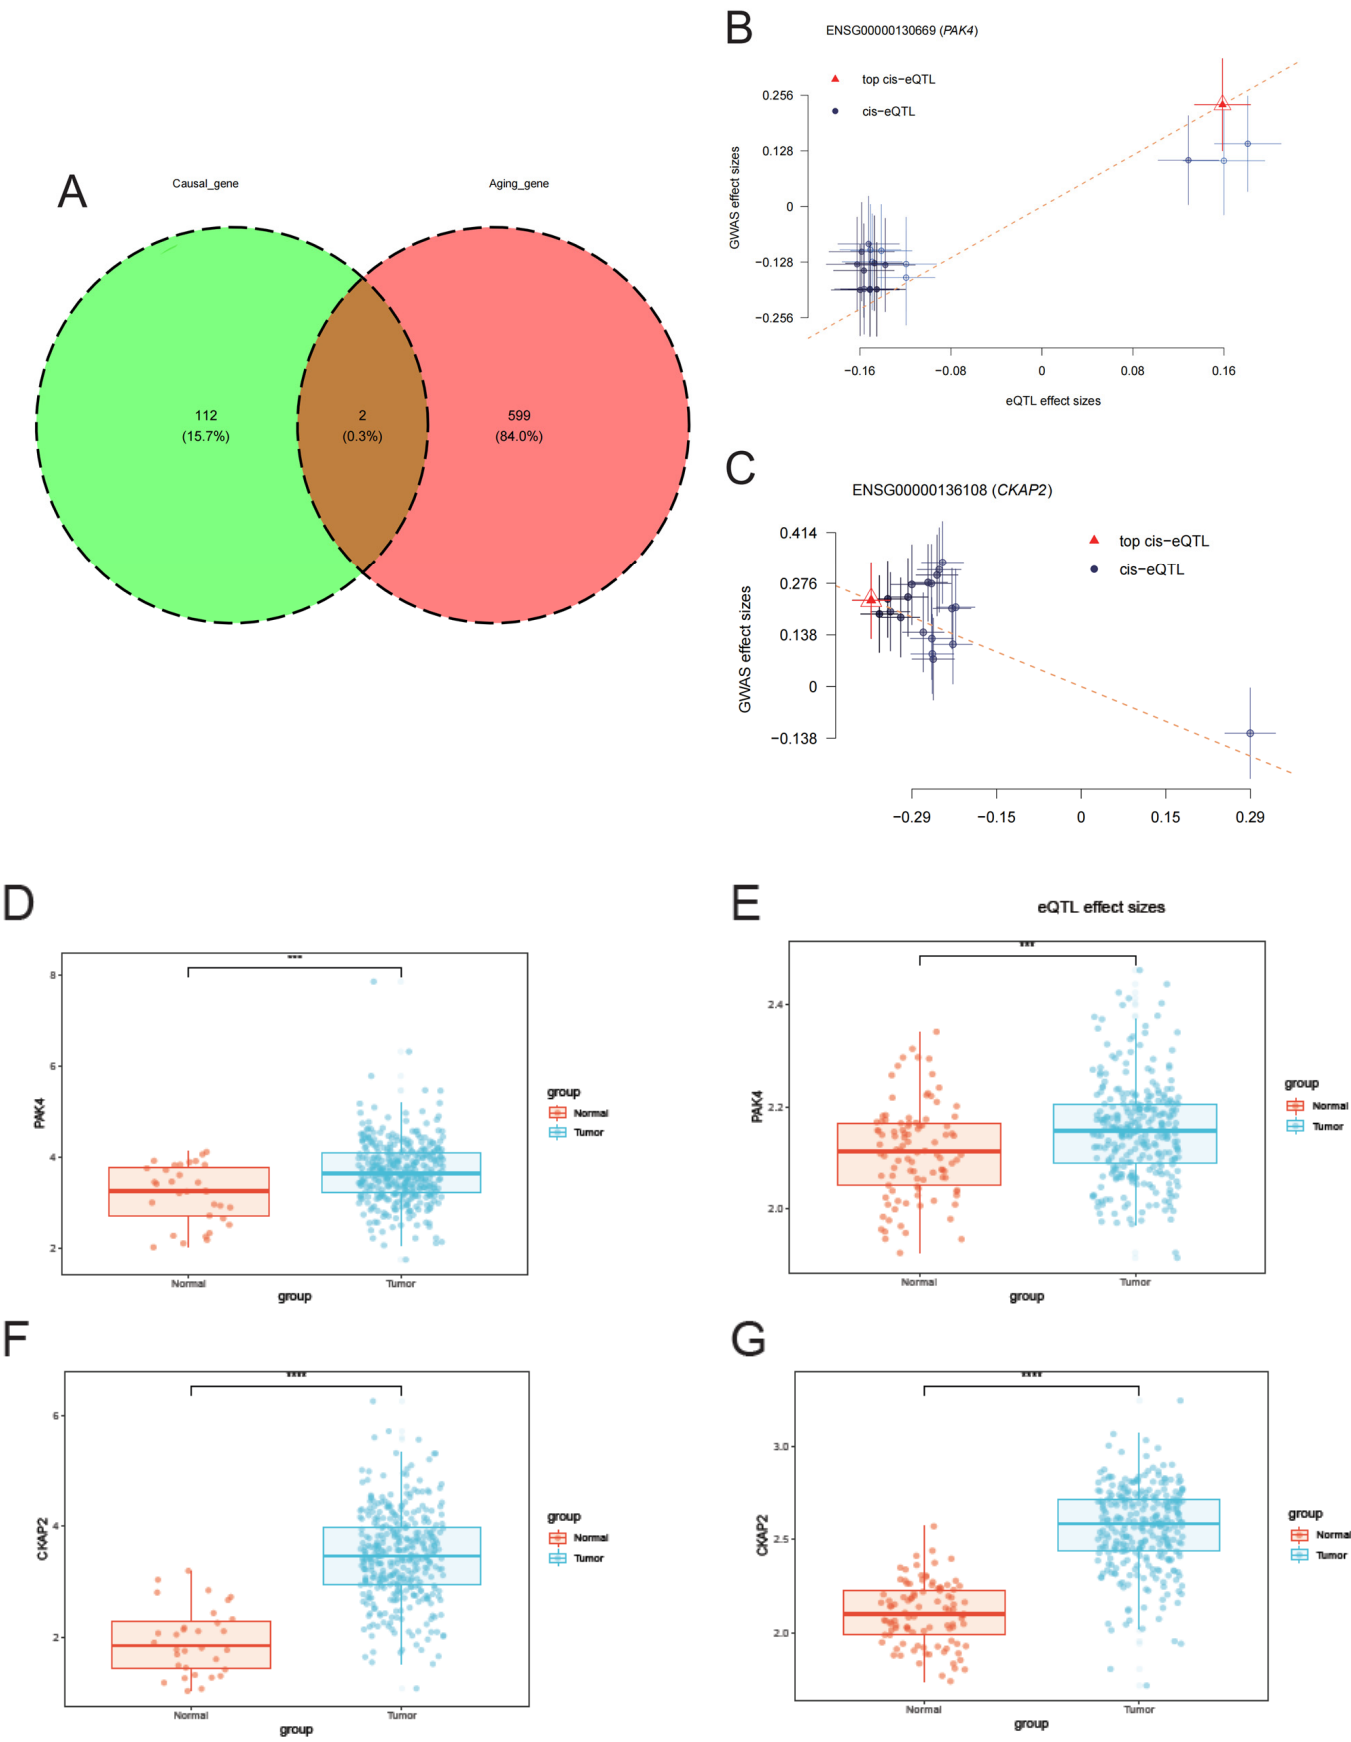 A
Causal_gene
Aging_gene
112
(15.7%)
2
(0.3%)
599
(84.0%)
B
ENSG00000130669 (PAK4)
top cis−eQTL
cis−eQTL
GWAS effect sizes
0.256
0.128
0
−0.128
−0.256
−0.16
−0.08
0
0.08
0.16
eQTL effect sizes
C
ENSG00000136108 (CKAP2)
top cis−eQTL
cis−eQTL
GWAS effect sizes
0.414
0.276
0.138
0
−0.138
−0.29
−0.15
0
0.15
0.29
eQTL effect sizes
D
***
PAK4
8
6
4
2
Normal
Tumor
group
group
Normal
Tumor
E
***
PAK4
2.4
2.2
2.0
Normal
Tumor
group
group
Normal
Tumor
F
****
CKAP2
6
4
2
Normal
Tumor
group
group
Normal
Tumor
G
****
CKAP2
3.0
2.5
2.0
Normal
Tumor
group
group
Normal
Tumor